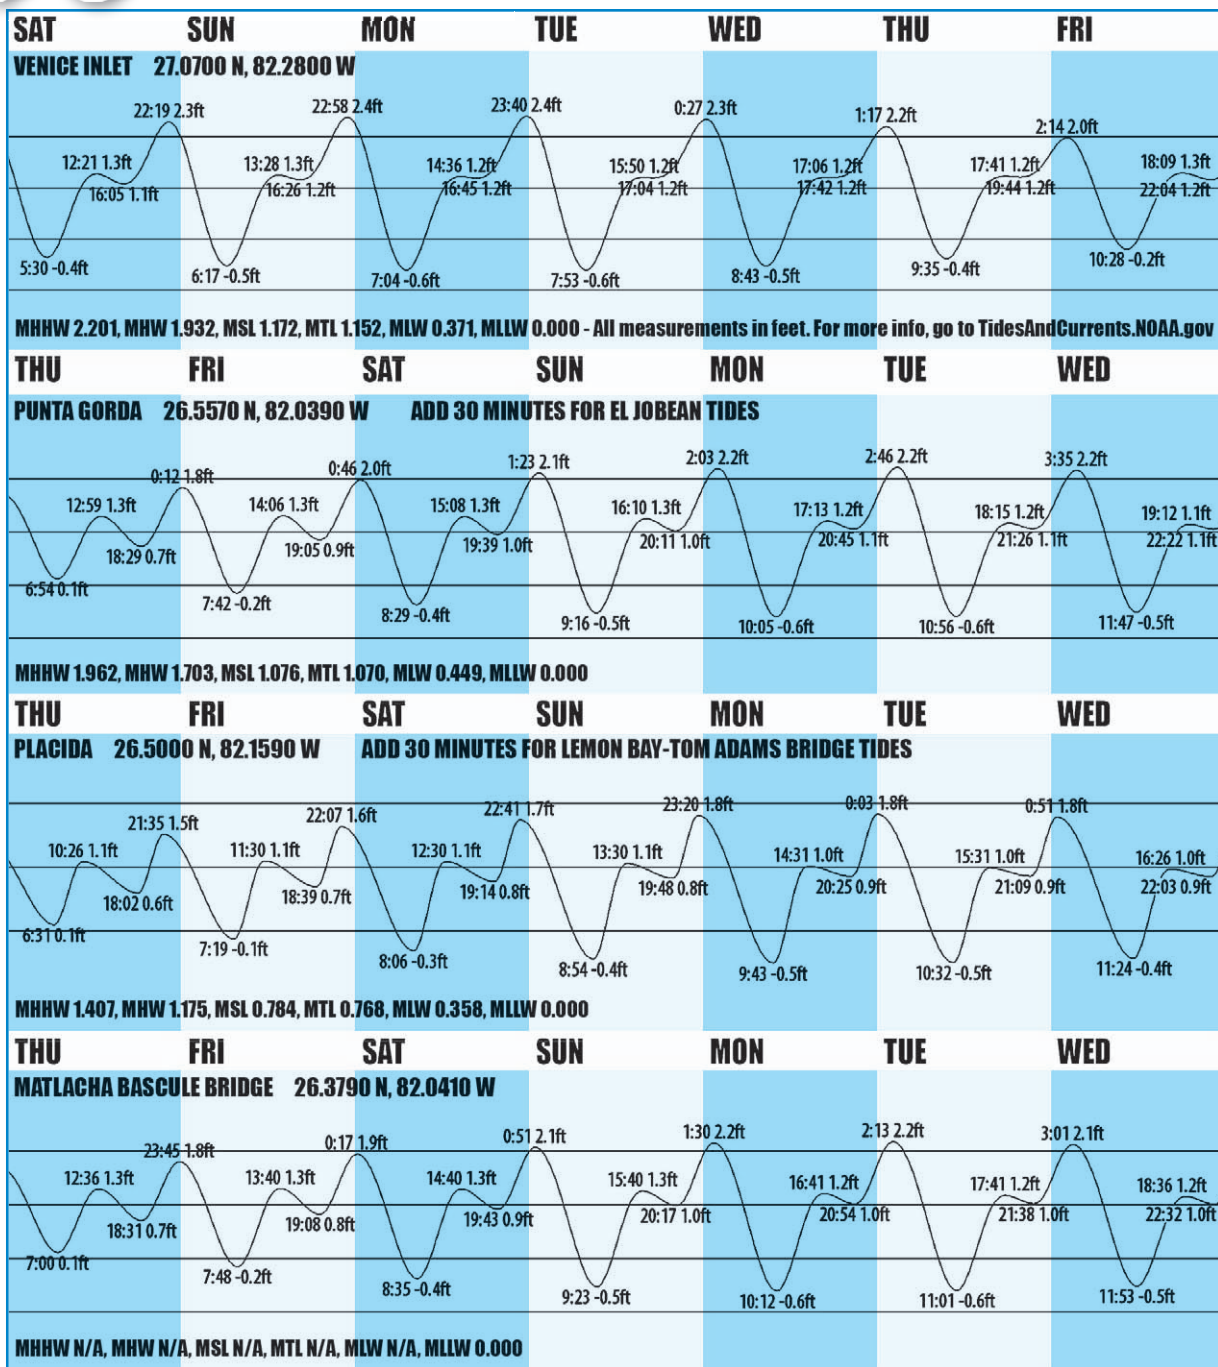 SAT SUN MON TUE WED THU FRI
VENICE INLET 27.0700 N, 82.2800 W
22:19 2.3ft 22:58 2.4ft 23:40 2.4ft 0:27 2.3ft 1:17 2.2ft 2:14 2.0ft
12:21 1.3ft 13:28 1.3ft 14:36 1.2ft 15:50 1.2ft 17:06 1.2ft 17:41 1.2ft 18:09 1.3ft
16:05 1.1ft 16:26 1.2ft 16:45 1.2ft 17:04 1.2ft 17:42 1.2ft 19:44 1.2ft 22:04 1.2ft
5:30 -0.4ft 6:17 -0.5ft 7:04 -0.6ft 7:53 -0.6ft 8:43 -0.5ft 9:35 -0.4ft 10:28 -0.2ft
MHHW 2.201, MHW 1.932, MSL 1.172, MTL 1.152, MLW 0.371, MLLW 0.000 - All measurements in feet. For more info, go to TidesAndCurrents.NOAA.gov
THU FRI SAT SUN MON TUE WED
PUNTA GORDA 26.5570 N, 82.0390 W ADD 30 MINUTES FOR EL JOBEAN TIDES
0:12 1.8ft 0:46 2.0ft 1:23 2.1ft 2:03 2.2ft 2:46 2.2ft 3:35 2.2ft
12:59 1.3ft 14:06 1.3ft 15:08 1.3ft 16:10 1.3ft 17:13 1.2ft 18:15 1.2ft 19:12 1.1ft
18:29 0.7ft 19:05 0.9ft 19:39 1.0ft 20:11 1.0ft 20:45 1.1ft 21:26 1.1ft 22:22 1.1ft
6:54 0.1ft 7:42 -0.2ft 8:29 -0.4ft 9:16 -0.5ft 10:05 -0.6ft 10:56 -0.6ft 11:47 -0.5ft
MHHW 1.962, MHW 1.703, MSL 1.076, MTL 1.070, MLW 0.449, MLLW 0.000
THU FRI SAT SUN MON TUE WED
PLACIDA 26.5000 N, 82.1590 W ADD 30 MINUTES FOR LEMON BAY-TOM ADAMS BRIDGE TIDES
21:35 1.5ft 22:07 1.6ft 22:41 1.7ft 23:20 1.8ft 0:03 1.8ft 0:51 1.8ft
10:26 1.1ft 11:30 1.1ft 12:30 1.1ft 13:30 1.1ft 14:31 1.0ft 15:31 1.0ft 16:26 1.0ft
18:02 0.6ft 18:39 0.7ft 19:14 0.8ft 19:48 0.8ft 20:25 0.9ft 21:09 0.9ft 22:03 0.9ft
6:31 0.1ft 7:19 -0.1ft 8:06 -0.3ft 8:54 -0.4ft 9:43 -0.5ft 10:32 -0.5ft 11:24 -0.4ft
MHHW 1.407, MHW 1.175, MSL 0.784, MTL 0.768, MLW 0.358, MLLW 0.000
THU FRI SAT SUN MON TUE WED
MATLACHA BASCULE BRIDGE 26.3790 N, 82.0410 W
23:45 1.8ft 0:17 1.9ft 0:51 2.1ft 1:30 2.2ft 2:13 2.2ft 3:01 2.1ft
12:36 1.3ft 13:40 1.3ft 14:40 1.3ft 15:40 1.3ft 16:41 1.2ft 17:41 1.2ft 18:36 1.2ft
18:31 0.7ft 19:08 0.8ft 19:43 0.9ft 20:17 1.0ft 20:54 1.0ft 21:38 1.0ft 22:32 1.0ft
7:00 0.1ft 7:48 -0.2ft 8:35 -0.4ft 9:23 -0.5ft 10:12 -0.6ft 11:01 -0.6ft 11:53 -0.5ft
MHHW N/A, MHW N/A, MSL N/A, MTL N/A, MLW N/A, MLLW 0.000